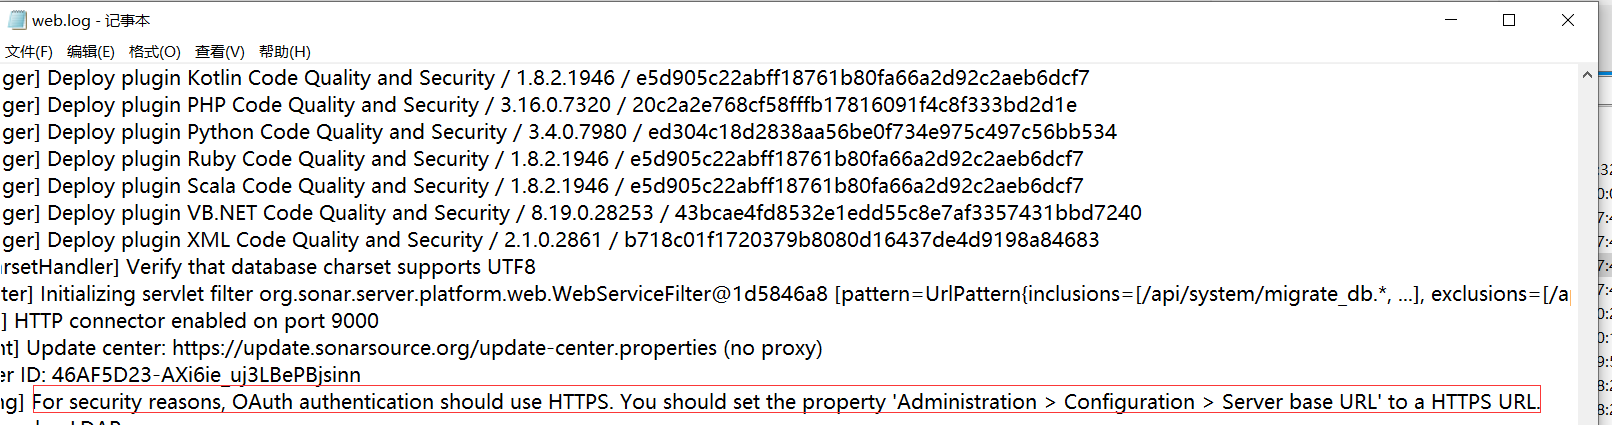 web.log - 记事本
文件(F) 编辑(E) 格式(O) 查看(V) 帮助(H)
ger] Deploy plugin Kotlin Code Quality and Security / 1.8.2.1946 / e5d905c22abff18761b80fa66a2d92c2aeb6dcf7
ger] Deploy plugin PHP Code Quality and Security / 3.16.0.7320 / 20c2a2e768cf58fffb17816091f4c8f333bd2d1e
ger] Deploy plugin Python Code Quality and Security / 3.4.0.7980 / ed304c18d2838aa56be0f734e975c497c56bb534
ger] Deploy plugin Ruby Code Quality and Security / 1.8.2.1946 / e5d905c22abff18761b80fa66a2d92c2aeb6dcf7
ger] Deploy plugin Scala Code Quality and Security / 1.8.2.1946 / e5d905c22abff18761b80fa66a2d92c2aeb6dcf7
ger] Deploy plugin VB.NET Code Quality and Security / 8.19.0.28253 / 43bcae4fd8532e1edd55c8e7af3357431bbd7240
ger] Deploy plugin XML Code Quality and Security / 2.1.0.2861 / b718c01f1720379b8080d16437de4d9198a84683
arsetHandler] Verify that database charset supports UTF8
ter] Initializing servlet filter org.sonar.server.platform.web.WebServiceFilter@1d5846a8 [pattern=UrlPattern{inclusions=[/api/system/migrate_db.*, ...], exclusions=[/ap
] HTTP connector enabled on port 9000
nt] Update center: https://update.sonarsource.org/update-center.properties (no proxy)
er ID: 46AF5D23-AXi6ie_uj3LBePBjsinn
ng] For security reasons, OAuth authentication should use HTTPS. You should set the property 'Administration > Configuration > Server base URL' to a HTTPS URL.